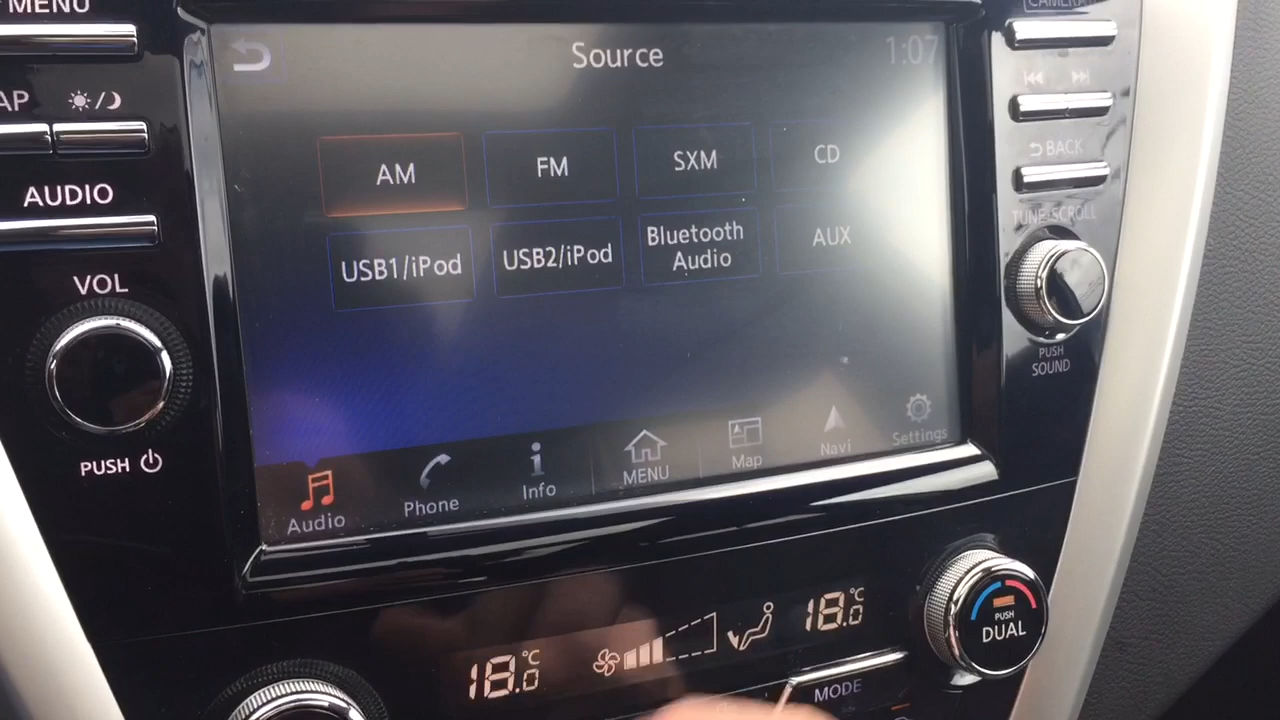 MENU
AP
AUDIO
VOL
PUSH
Source
1:07
AM
FM
SXM
CD
USB1/iPod
USB2/iPod
Bluetooth
Audio
AUX
Audio
Phone
Info
MENU
Map
Navi
Settings
CAMERA
BACK
TUNE·SCROLL
PUSH
SOUND
18.0°C
18.0°C
PUSH
DUAL
MODE